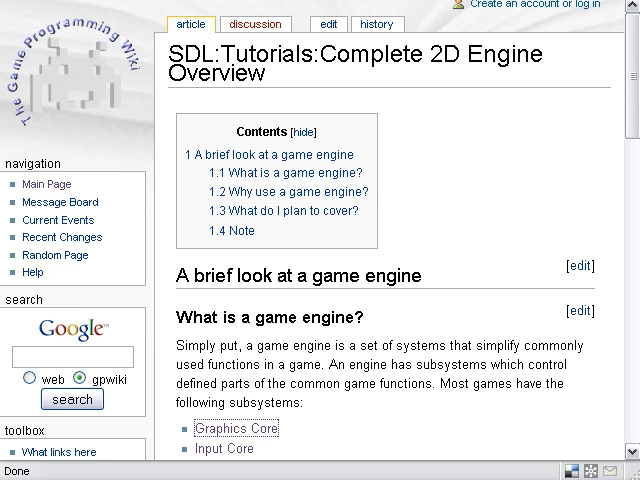 Create an account or log in
The Game Programming Wiki
article
discussion
edit
history
SDL:Tutorials:Complete 2D Engine
Overview
Contents [hide]
1 A brief look at a game engine
1.1 What is a game engine?
1.2 Why use a game engine?
1.3 What do I plan to cover?
1.4 Note
navigation
Main Page
Message Board
Current Events
Recent Changes
Random Page
Help
search
Google™
web gpwiki
search
toolbox
What links here
[edit]
A brief look at a game engine
[edit]
What is a game engine?
Simply put, a game engine is a set of systems that simplify commonly
used functions in a game. An engine has subsystems which control
defined parts of the common game functions. Most games have the
following subsystems:
Graphics Core
Input Core
Done